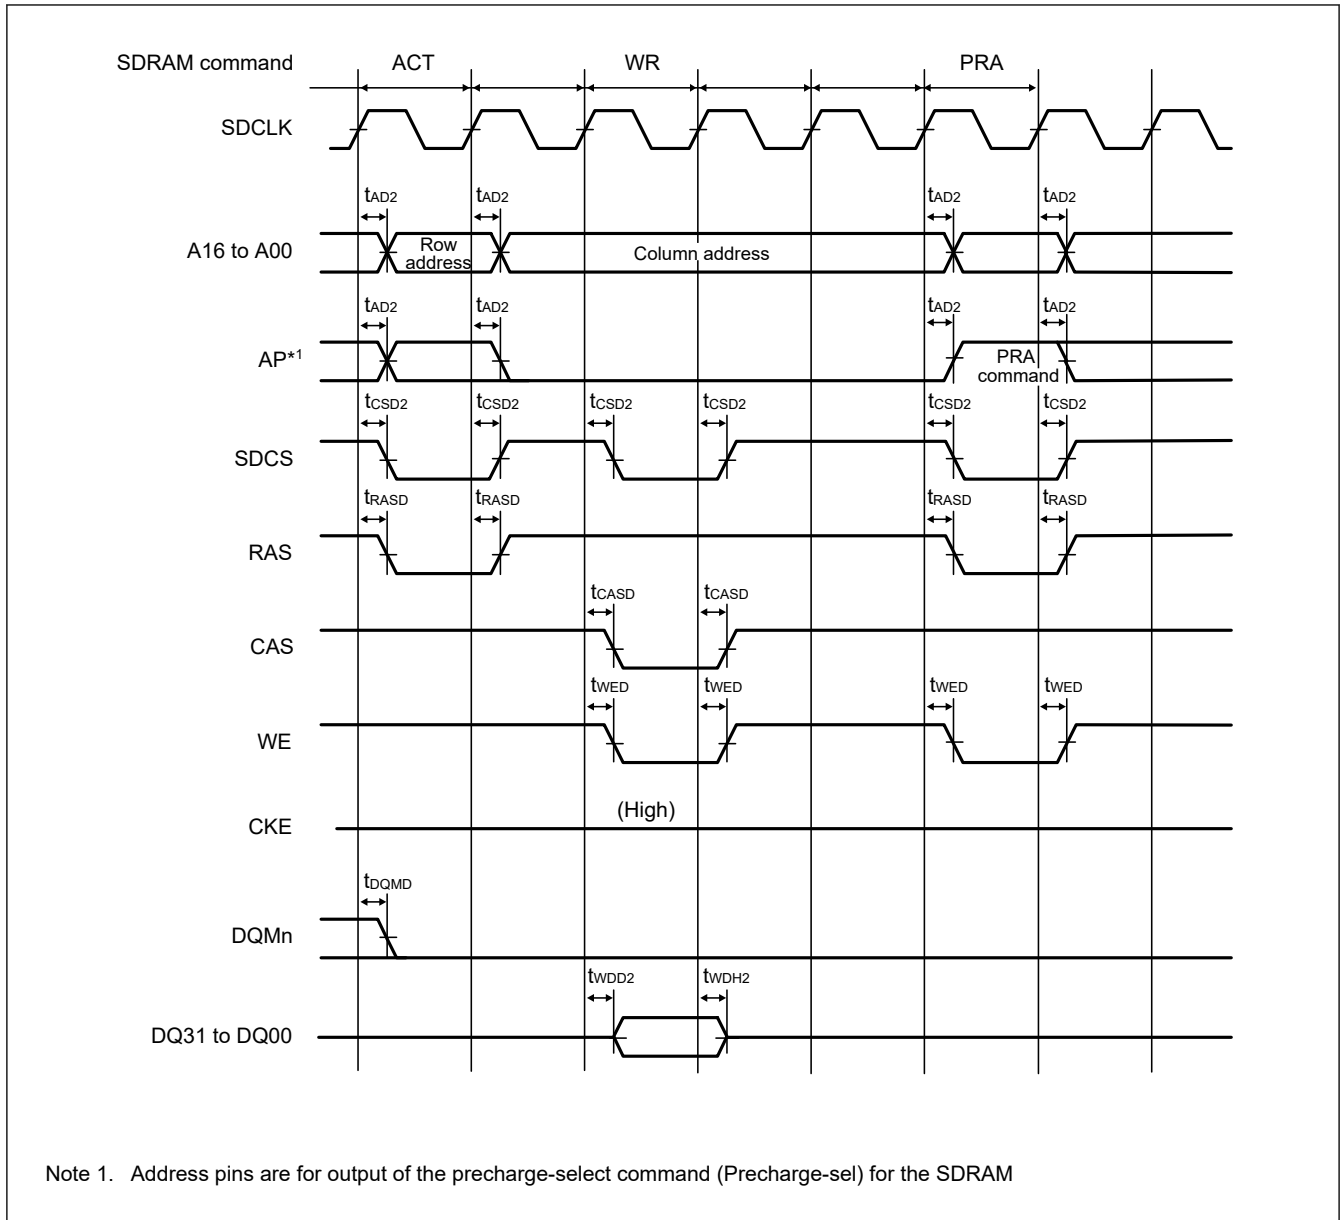 SDRAM command ACT WR PRA
SDCLK
tAD2 tAD2 tAD2 tAD2
A16 to A00 Row address Column address
tAD2 tAD2 tAD2 tAD2
AP*1 PRA command
tCSD2 tCSD2 tCSD2 tCSD2 tCSD2 tCSD2
SDCS
tRASD tRASD tRASD tRASD
RAS
tCASD tCASD
CAS
tWED tWED tWED tWED
WE
(High)
CKE
tDQMD
DQMn
tWDD2 tWDH2
DQ31 to DQ00
Note 1. Address pins are for output of the precharge-select command (Precharge-sel) for the SDRAM